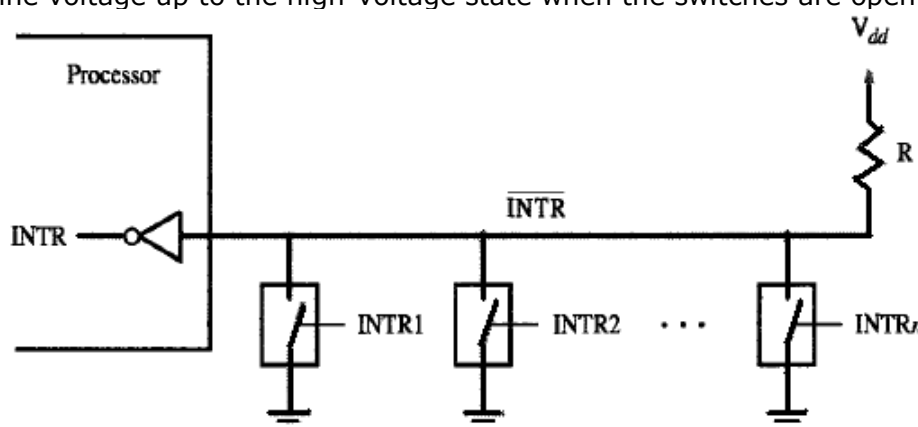 line voltage up to the high-voltage state when the switches are open
V_dd
Processor
R
INTR
INTR
INTR1
INTR2
...
INTRn